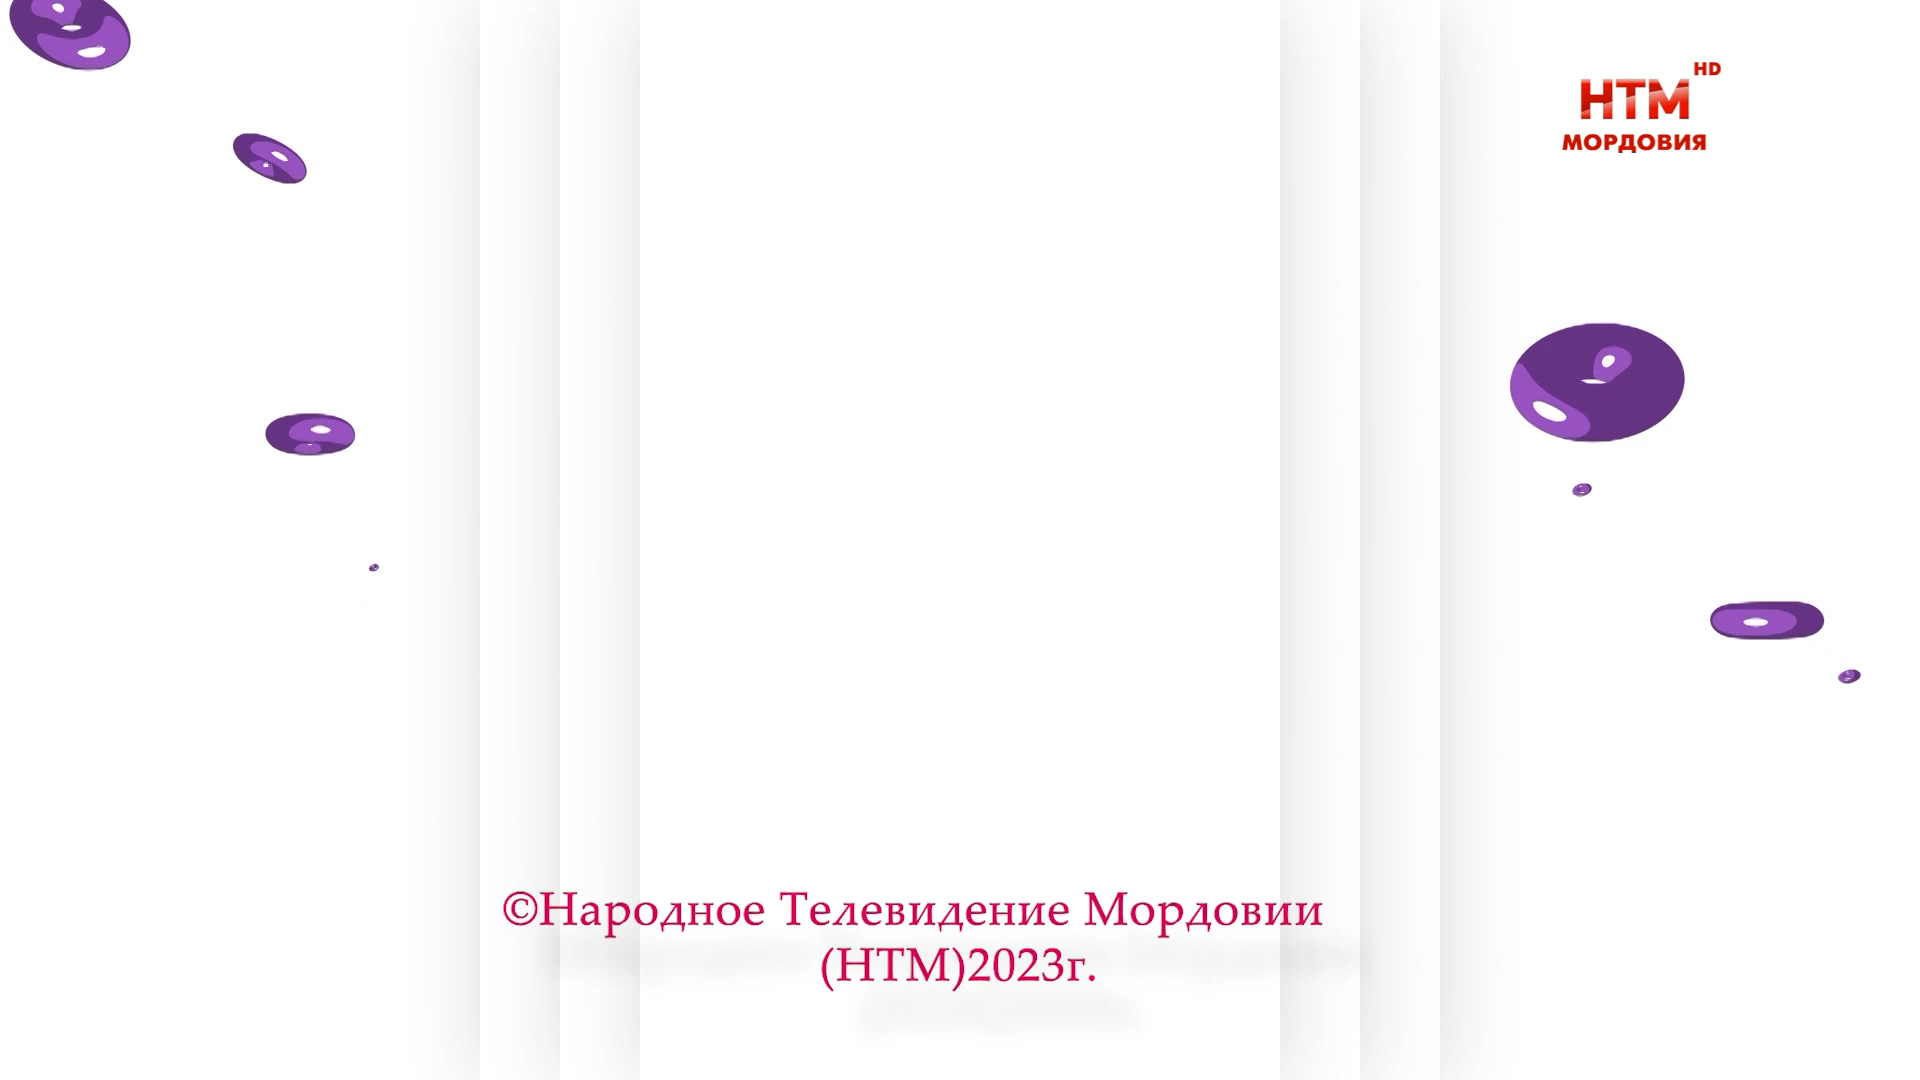 HD
НТМ
МОРДОВИЯ
©Народное Телевидение Мордовии
(НТМ)2023г.